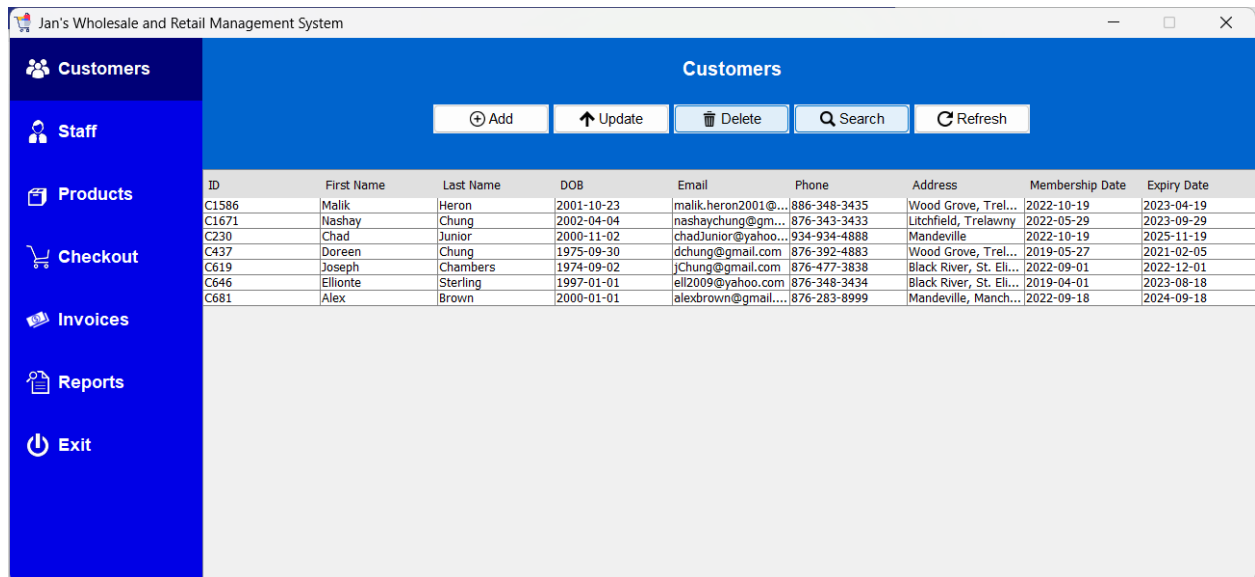 Jan's Wholesale and Retail Management System
Customers
Staff
Products
Checkout
Invoices
Reports
Exit
Customers
Add Update Delete Search Refresh
ID First Name Last Name DOB Email Phone Address Membership Date Expiry Date
C1586 Malik Heron 2001-10-23 malik.heron2001@... 886-348-3435 Wood Grove, Trel... 2022-10-19 2023-04-19
C1671 Nashay Chung 2002-04-04 nashaychung@gm... 876-343-3433 Litchfield, Trelawny 2022-05-29 2023-09-29
C230 Chad Junior 2000-11-02 chadJunior@yahoo... 934-934-4888 Mandeville 2022-10-19 2025-11-19
C437 Doreen Chung 1975-09-30 dchung@gmail.com 876-392-4883 Wood Grove, Trel... 2019-05-27 2021-02-05
C619 Joseph Chambers 1974-09-02 jChung@gmail.com 876-477-3838 Black River, St. Eli... 2022-09-01 2022-12-01
C646 Ellionte Sterling 1997-01-01 ell2009@yahoo.com 876-348-3434 Black River, St. Eli... 2019-04-01 2023-08-18
C681 Alex Brown 2000-01-01 alexbrown@gmail.... 876-283-8999 Mandeville, Manch... 2022-09-18 2024-09-18